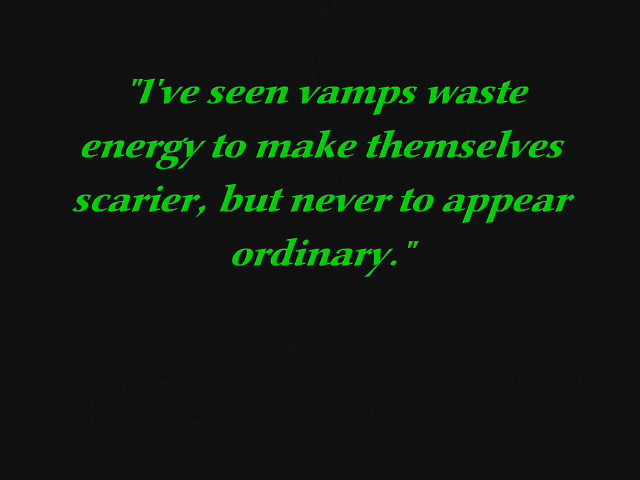 "I've seen vamps waste
energy to make themselves
scarier, but never to appear
ordinary."